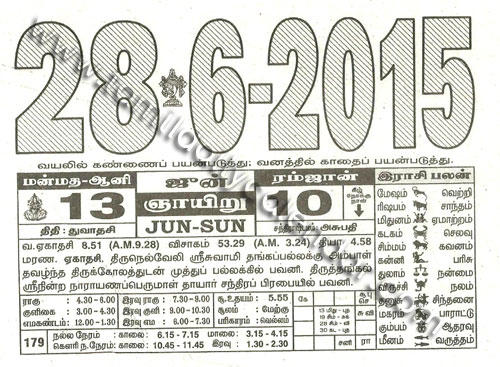 28-6-2015
www.tamildailycalendar.com
வயலில் கண்ணைப் பயன்படுத்து; வனத்தில் காதைப் பயன்படுத்து.
மன்மத-ஆனி ஜுன் ரம்ஜான் இராசி பலன்
13 ஞாயிறு 10 கீழ் நோக்கு நாள்
திதி : துவாதசி JUN-SUN சந்திராஷ்டமம்: அசுபதி
மேஷம் வெற்றி
ரிஷபம் சாந்தம்
மிதுனம் ஏமாற்றம்
கடகம் செலவு
சிம்மம் கவனம்
கன்னி பரிசு
துலாம் நன்மை
விருச் நலம்
தனுசு சிந்தனை
மகரம் பாராட்டு
கும்பம் ஆதரவு
மீனம் வருத்தம்
வ.ஏகாதசி 8.51 (A.M.9.28) விசாகம் 53.29 (A.M. 3.24) தியா 4.58
மரண. ஏகாதசி, திருநெல்வேலி ஸ்ரீசுவாமி தங்கப்பல்லக்கு அம்பாள்
தவழ்ந்த திருக்கோலத்துடன் முத்துப் பல்லக்கில் பவனி. திருத்தங்கல்
ஸ்ரீநின்ற நாராயணப்பெருமாள் தாயார் சந்திரப் பிரபையில் பவனி.
ராகு : 4.30 - 6.00 இரவு ராகு : 7.30 - 9.00 சூ.உதயம் : 5.55
குளிகை : 3.00 - 4.30 இரவு குளி : 9.00 - 10.30 சூலம் : மேற்கு
எமகண்டம் : 12.00 - 1.30 இரவு எம : 6.00 - 7.30 பரிகாரம் : வெல்லம்
179 நல்ல நேரம் : காலை : 6.15 - 7.15 மாலை : 3.15 - 4.15
கௌரி ந.நேரம் : காலை : 10.45 - 11.45 இரவு : 1.30 - 2.30